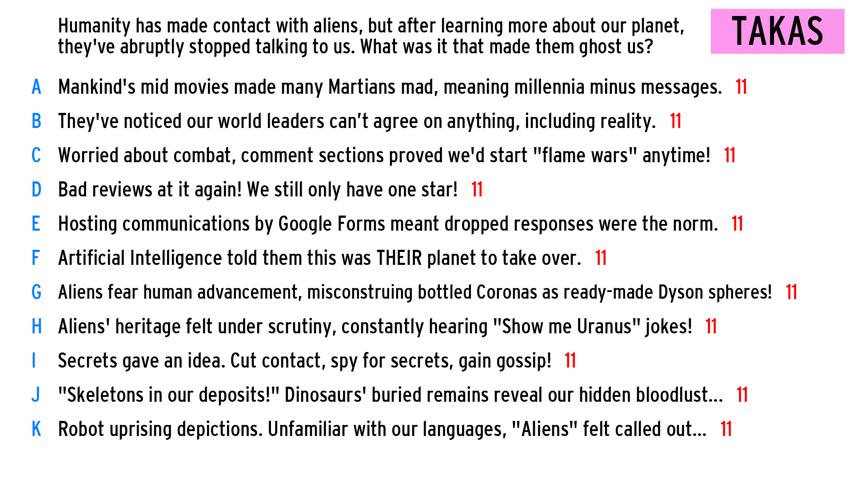 Humanity has made contact with aliens, but after learning more about our planet,
they've abruptly stopped talking to us. What was it that made them ghost us?
TAKAS
A Mankind's mid movies made many Martians mad, meaning millennia minus messages. 11
B They've noticed our world leaders can’t agree on anything, including reality. 11
C Worried about combat, comment sections proved we'd start "flame wars" anytime! 11
D Bad reviews at it again! We still only have one star! 11
E Hosting communications by Google Forms meant dropped responses were the norm. 11
F Artificial Intelligence told them this was THEIR planet to take over. 11
G Aliens fear human advancement, misconstruing bottled Coronas as ready-made Dyson spheres! 11
H Aliens' heritage felt under scrutiny, constantly hearing "Show me Uranus" jokes! 11
I Secrets gave an idea. Cut contact, spy for secrets, gain gossip! 11
J "Skeletons in our deposits!" Dinosaurs' buried remains reveal our hidden bloodlust... 11
K Robot uprising depictions. Unfamiliar with our languages, "Aliens" felt called out... 11